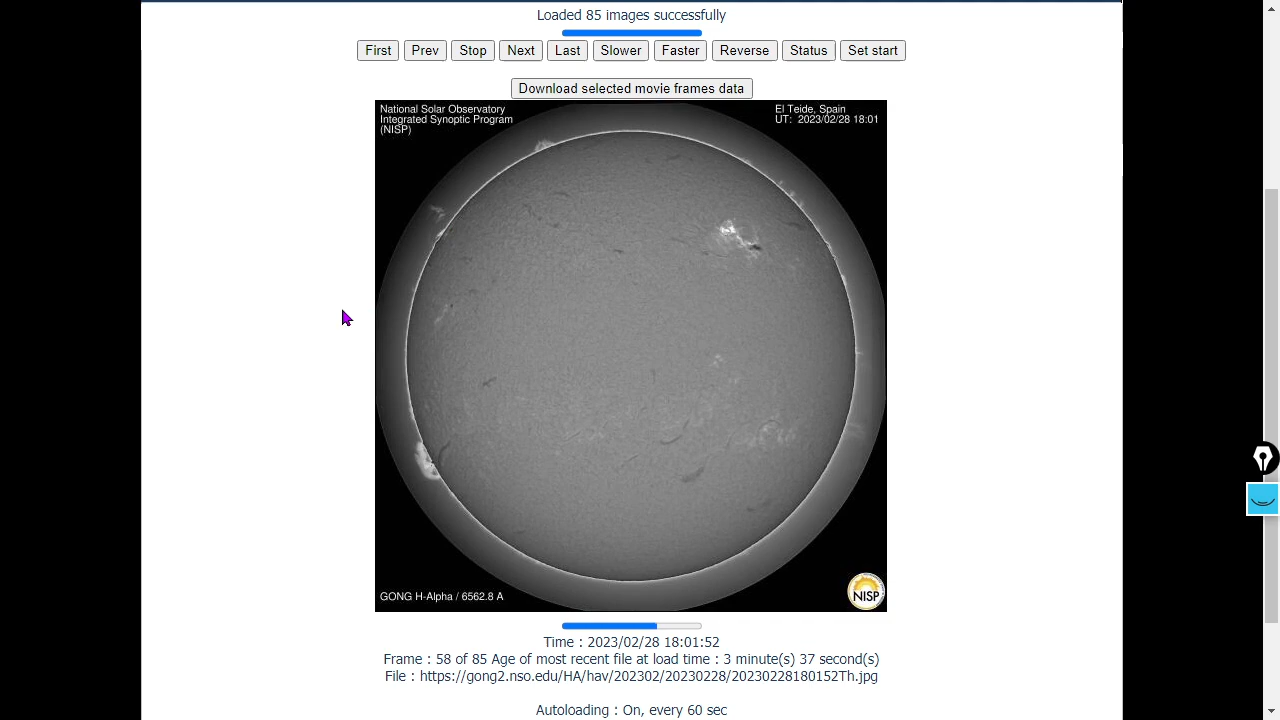 Loaded 85 images successfully
First Prev Stop Next Last Slower Faster Reverse Status Set start
Download selected movie frames data
National Solar Observatory
Integrated Synoptic Program
(NISP)
El Teide, Spain
UT: 2023/02/28 18:01
GONG H-Alpha / 6562.8 A
NISP
Time : 2023/02/28 18:01:52
Frame : 58 of 85 Age of most recent file at load time : 3 minute(s) 37 second(s)
File : https://gong2.nso.edu/HA/hav/202302/20230228/20230228180152Th.jpg
Autoloading : On, every 60 sec